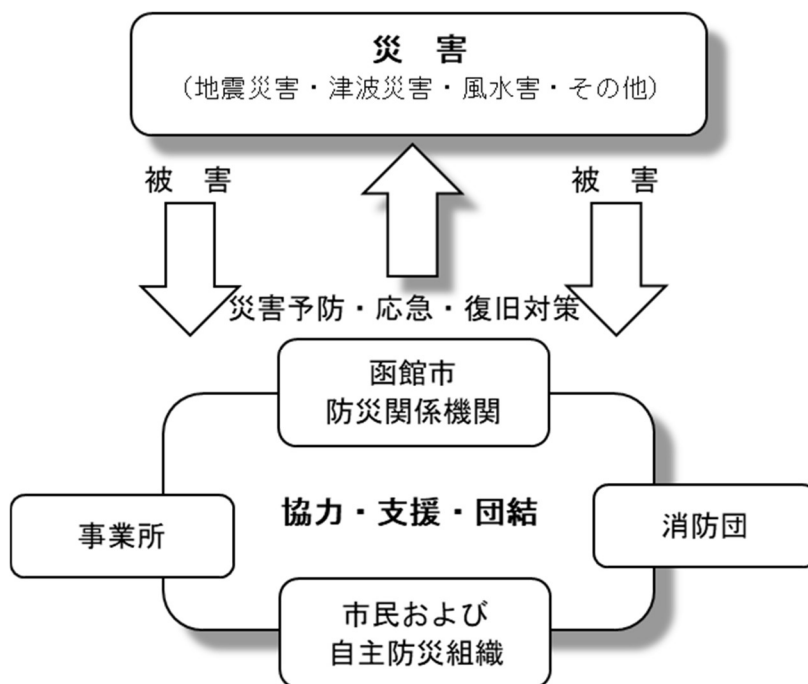 災　害
（地震災害・津波災害・風水害・その他）
被　害
被　害
災害予防・応急・復旧対策
函館市
防災関係機関
協力・支援・団結
事業所
消防団
市民および
自主防災組織